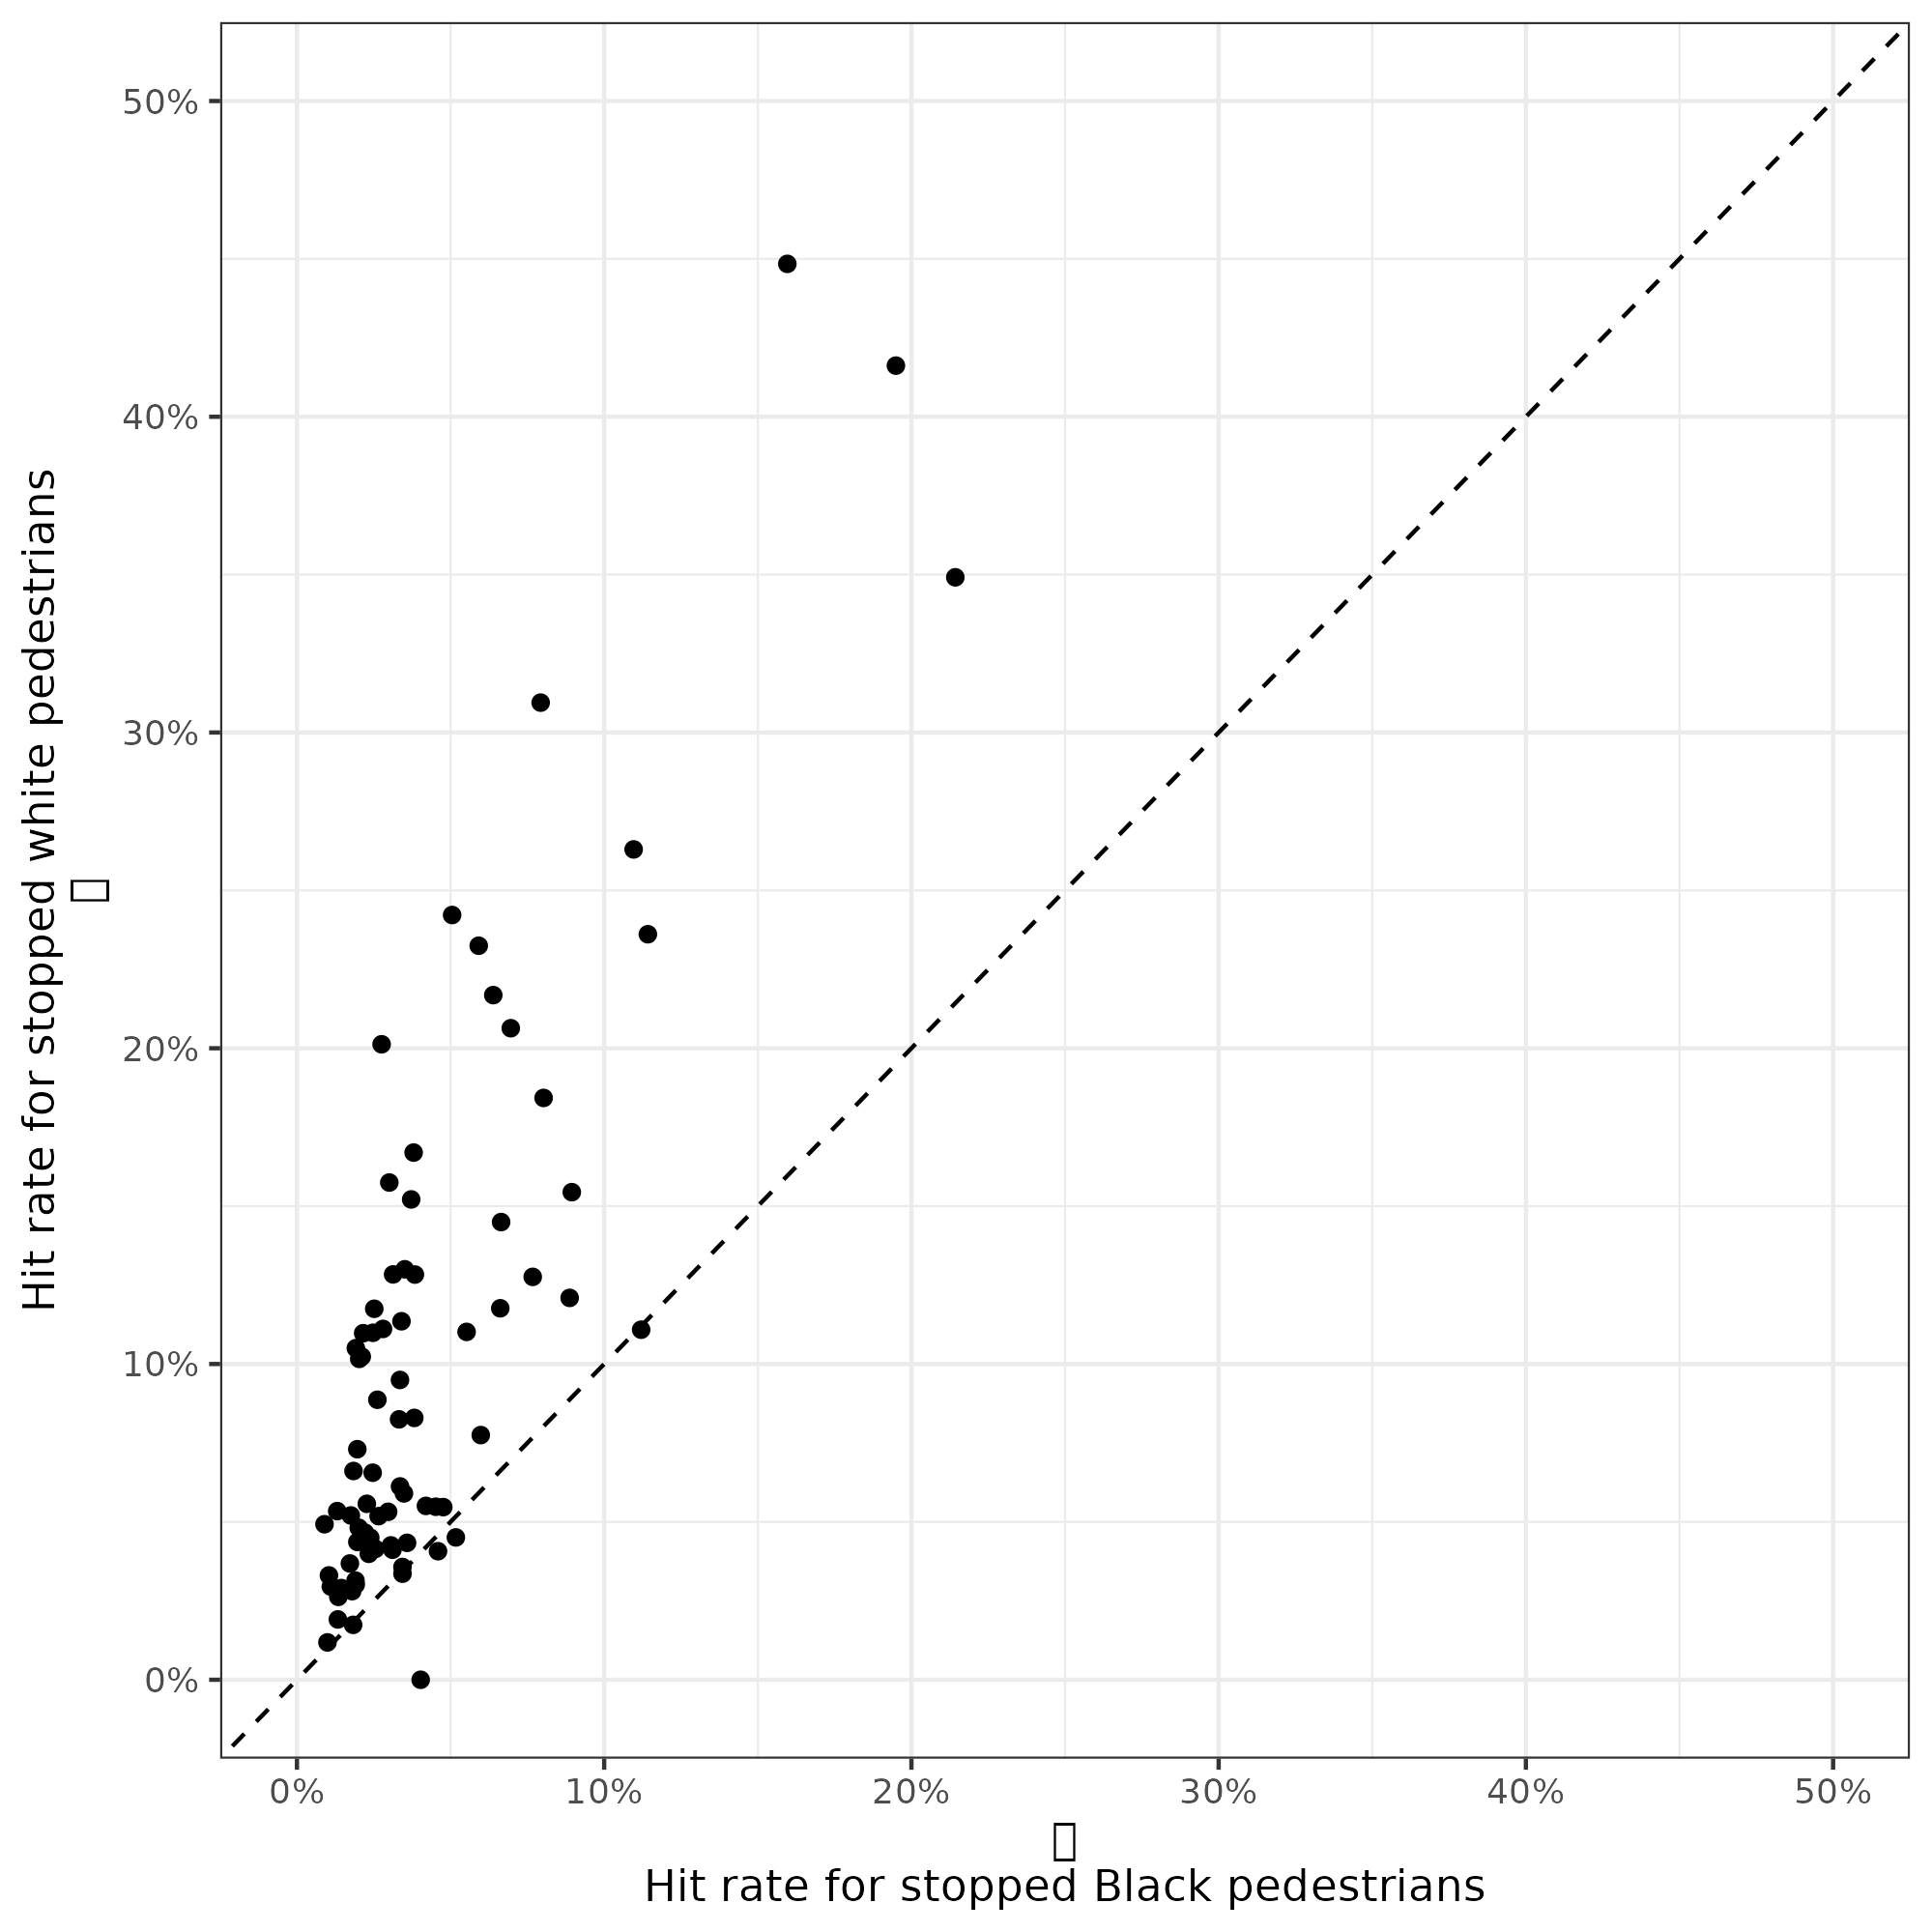 Hit rate for stopped white pedestrians
50%
40%
30%
20%
10%
0%
0% 10% 20% 30% 40% 50%
Hit rate for stopped Black pedestrians